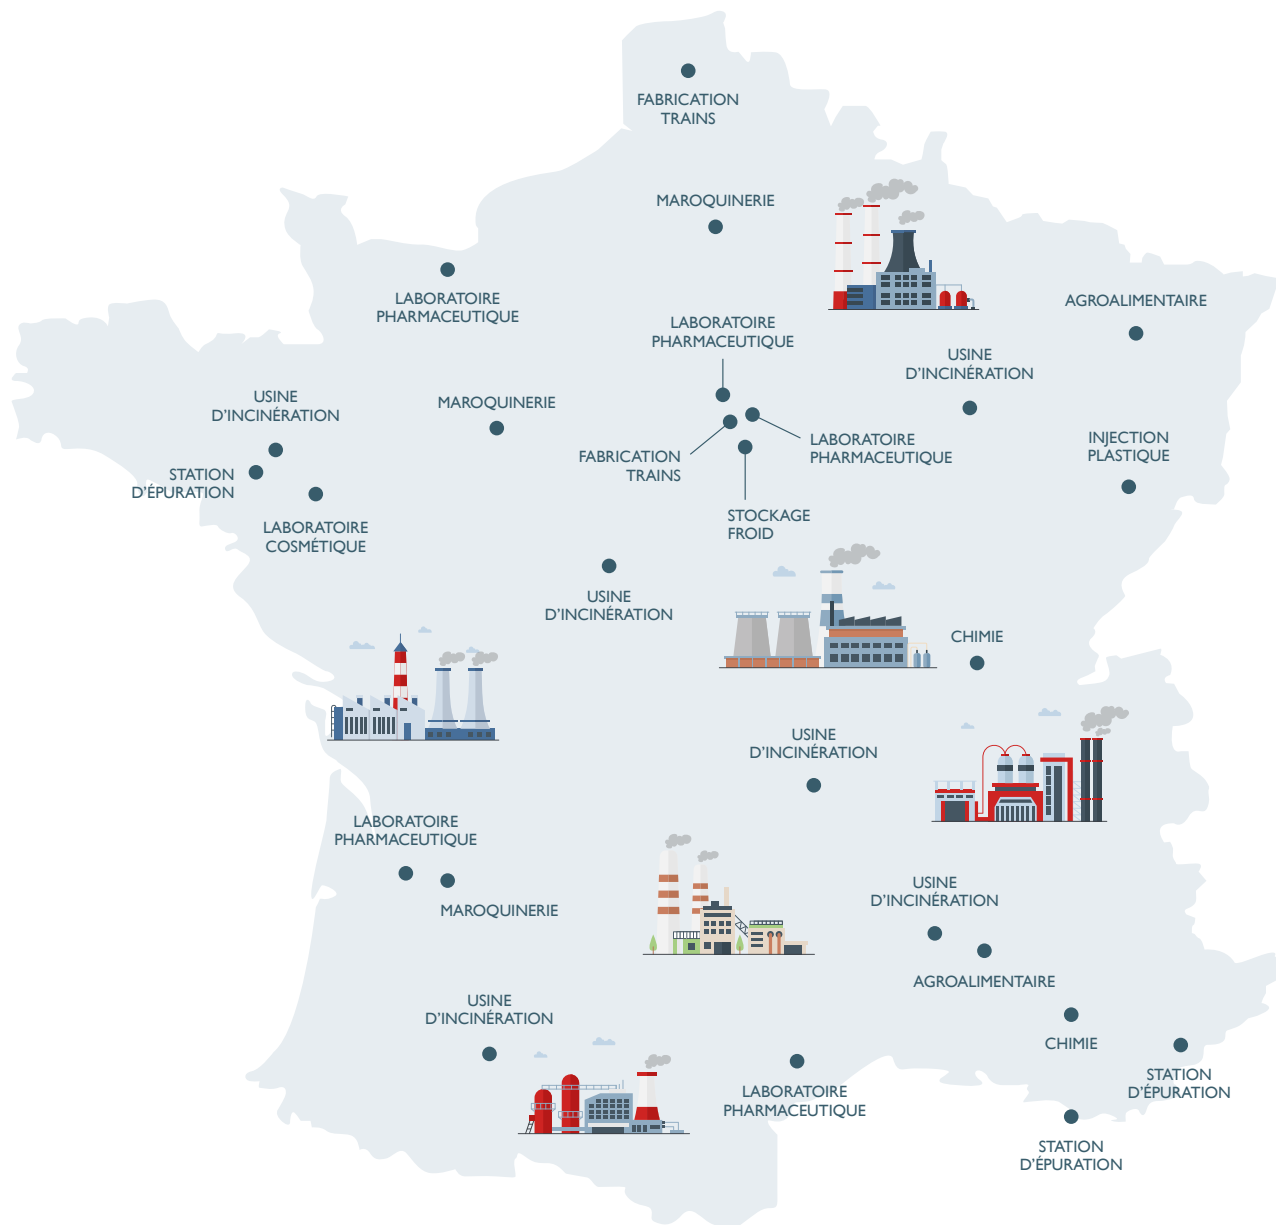 FABRICATION
TRAINS
MAROQUINERIE
LABORATOIRE
PHARMACEUTIQUE
AGROALIMENTAIRE
LABORATOIRE
PHARMACEUTIQUE
USINE
D'INCINÉRATION
USINE
D'INCINÉRATION
MAROQUINERIE
FABRICATION
TRAINS
LABORATOIRE
PHARMACEUTIQUE
INJECTION
PLASTIQUE
STATION
D'ÉPURATION
LABORATOIRE
COSMÉTIQUE
STOCKAGE
FROID
USINE
D'INCINÉRATION
CHIMIE
USINE
D'INCINÉRATION
LABORATOIRE
PHARMACEUTIQUE
MAROQUINERIE
USINE
D'INCINÉRATION
AGROALIMENTAIRE
USINE
D'INCINÉRATION
CHIMIE
STATION
D'ÉPURATION
LABORATOIRE
PHARMACEUTIQUE
STATION
D'ÉPURATION